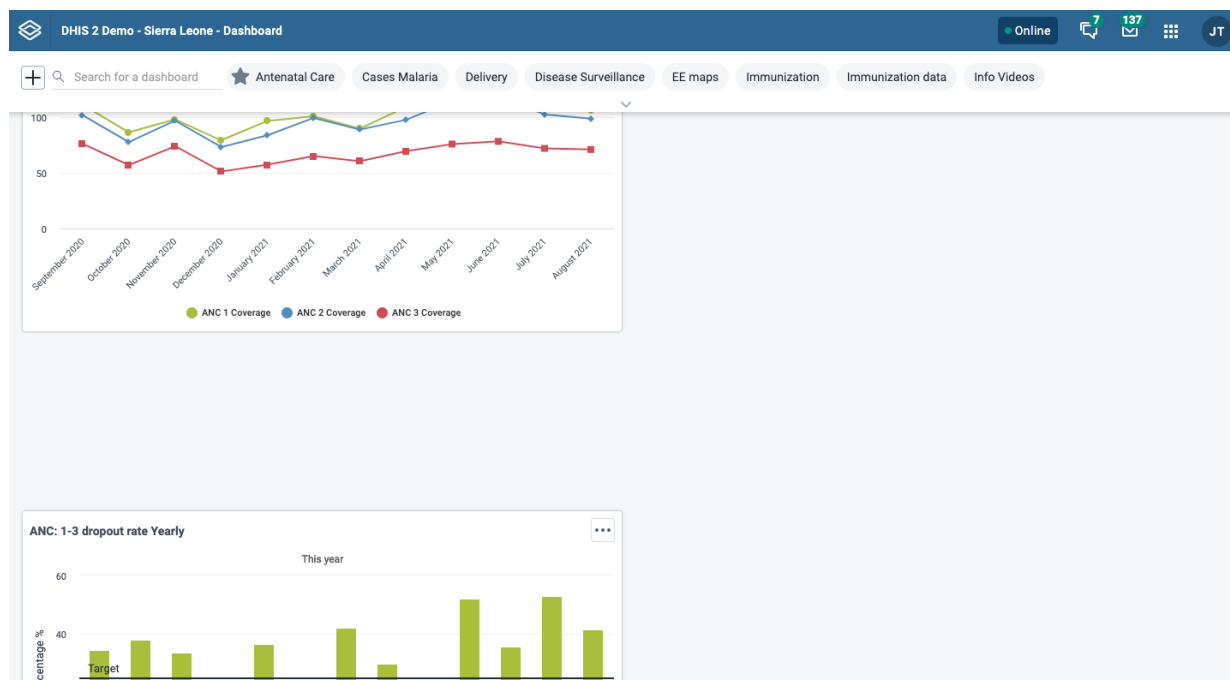 DHIS 2 Demo - Sierra Leone - Dashboard
Online
7
137
JT
Search for a dashboard
Antenatal Care
Cases Malaria
Delivery
Disease Surveillance
EE maps
Immunization
Immunization data
Info Videos
100
50
0
September 2020
October 2020
November 2020
December 2020
January 2021
February 2021
March 2021
April 2021
May 2021
June 2021
July 2021
August 2021
ANC 1 Coverage
ANC 2 Coverage
ANC 3 Coverage
ANC: 1-3 dropout rate Yearly
This year
60
40
centage %
Target